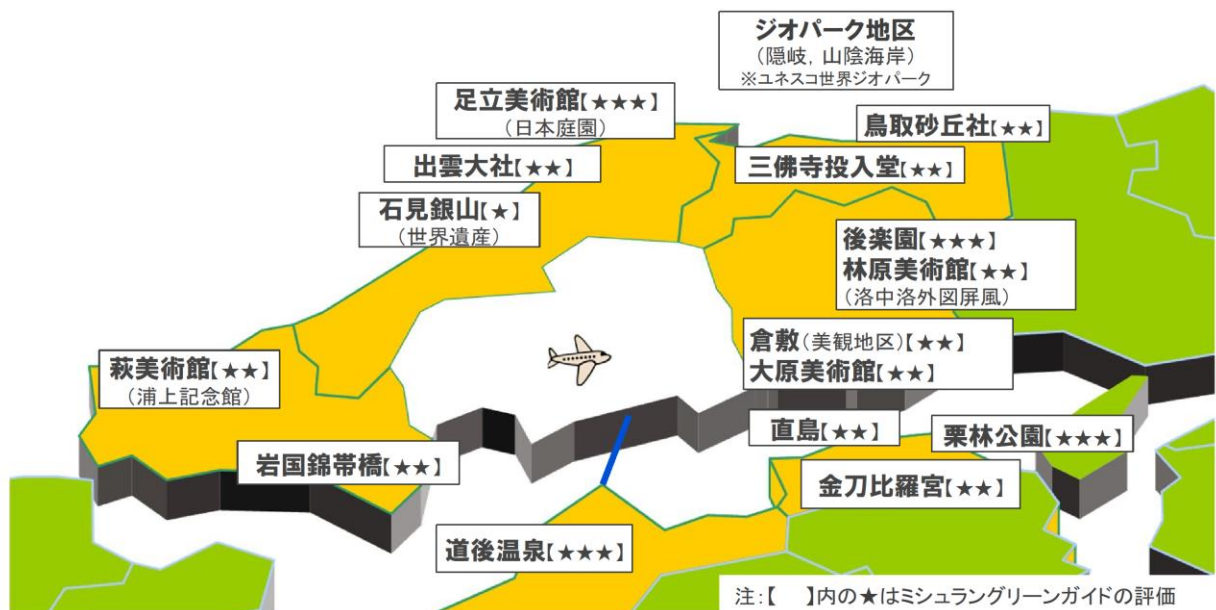 ジオパーク地区
（隠岐，山陰海岸）
※ユネスコ世界ジオパーク
足立美術館【★★★】
（日本庭園）
鳥取砂丘社【★★】
出雲大社【★★】
三佛寺投入堂【★★】
石見銀山【★】
（世界遺産）
後楽園【★★★】
林原美術館【★★】
（洛中洛外図屏風）
倉敷（美観地区）【★★】
大原美術館【★★】
萩美術館【★★】
（浦上記念館）
直島【★★】
栗林公園【★★★】
岩国錦帯橋【★★】
金刀比羅宮【★★】
道後温泉【★★★】
注：【　】内の★はミシュラングリーンガイドの評価